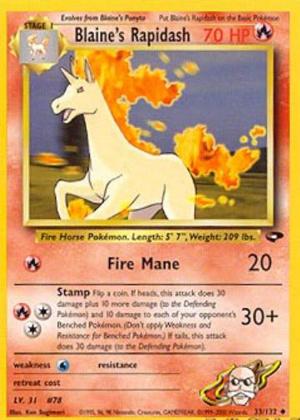 STAGE 1
Evolves from Blaine's Ponyta
Put Blaine's Rapidash on the Basic Pokémon
Blaine's Rapidash 70 HP
Fire Horse Pokémon. Length: 5' 7", Weight: 209 lbs.
Fire Mane 20
Stamp Flip a coin. If heads, this attack does 30
damage plus 10 more damage (to the Defending
Pokémon) and 10 damage to each of your opponent's
Benched Pokémon. (Don't apply Weakness and
Resistance for Benched Pokémon.) If tails, this attack
does 30 damage (to the Defending Pokémon).
30+
weakness
resistance
retreat cost
LV. 31 #78
Illus. Ken Sugimori
33/132